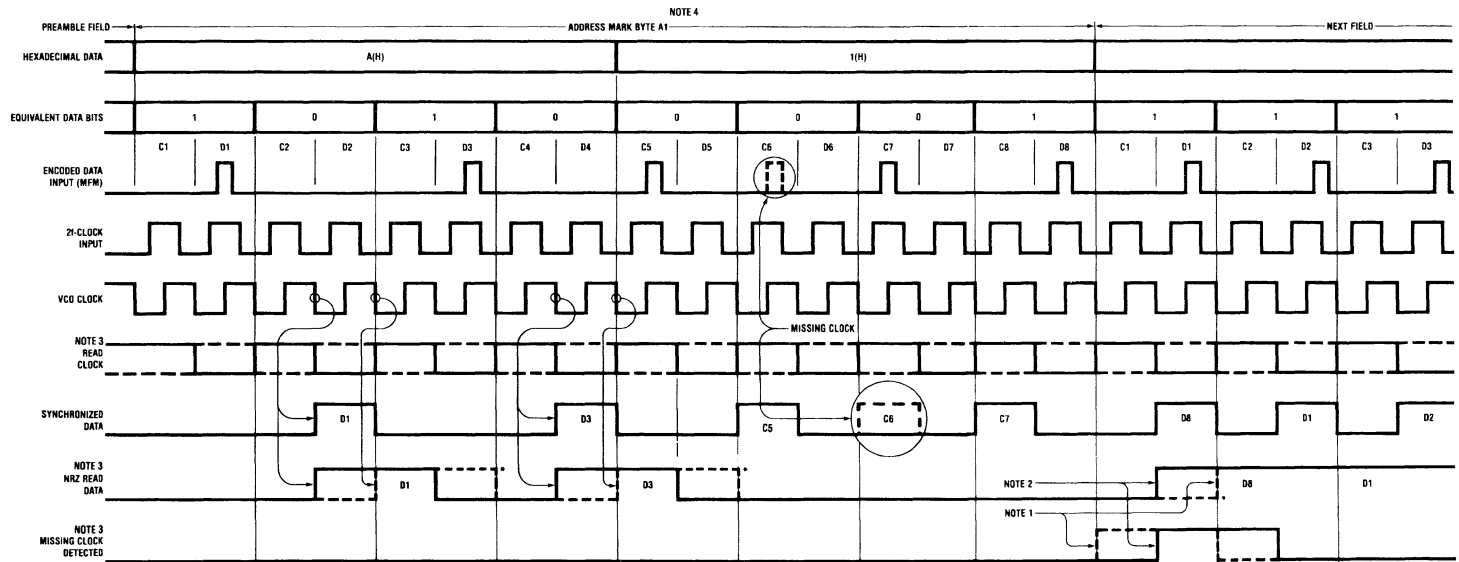 NOTE 4
PREAMBLE FIELD ADDRESS MARK BYTE A1 NEXT FIELD
HEXADECIMAL DATA A(H) 1(H)
EQUIVALENT DATA BITS 1 0 1 0 0 0 0 1 1 1 1
C1 D1 C2 D2 C3 D3 C4 D4 C5 D5 C6 D6 C7 D7 C8 D8 C1 D1 C2 D2 C3 D3
ENCODED DATA
INPUT (MFM)
2f-CLOCK
INPUT
VCO CLOCK
MISSING CLOCK
NOTE 3
READ
CLOCK
SYNCHRONIZED
DATA
D1 D3 C5 C6 C7 D8 D1 D2
NOTE 3
NRZ READ
DATA
D1 D3 NOTE 2 D8 D1
NOTE 1
NOTE 3
MISSING CLOCK
DETECTED